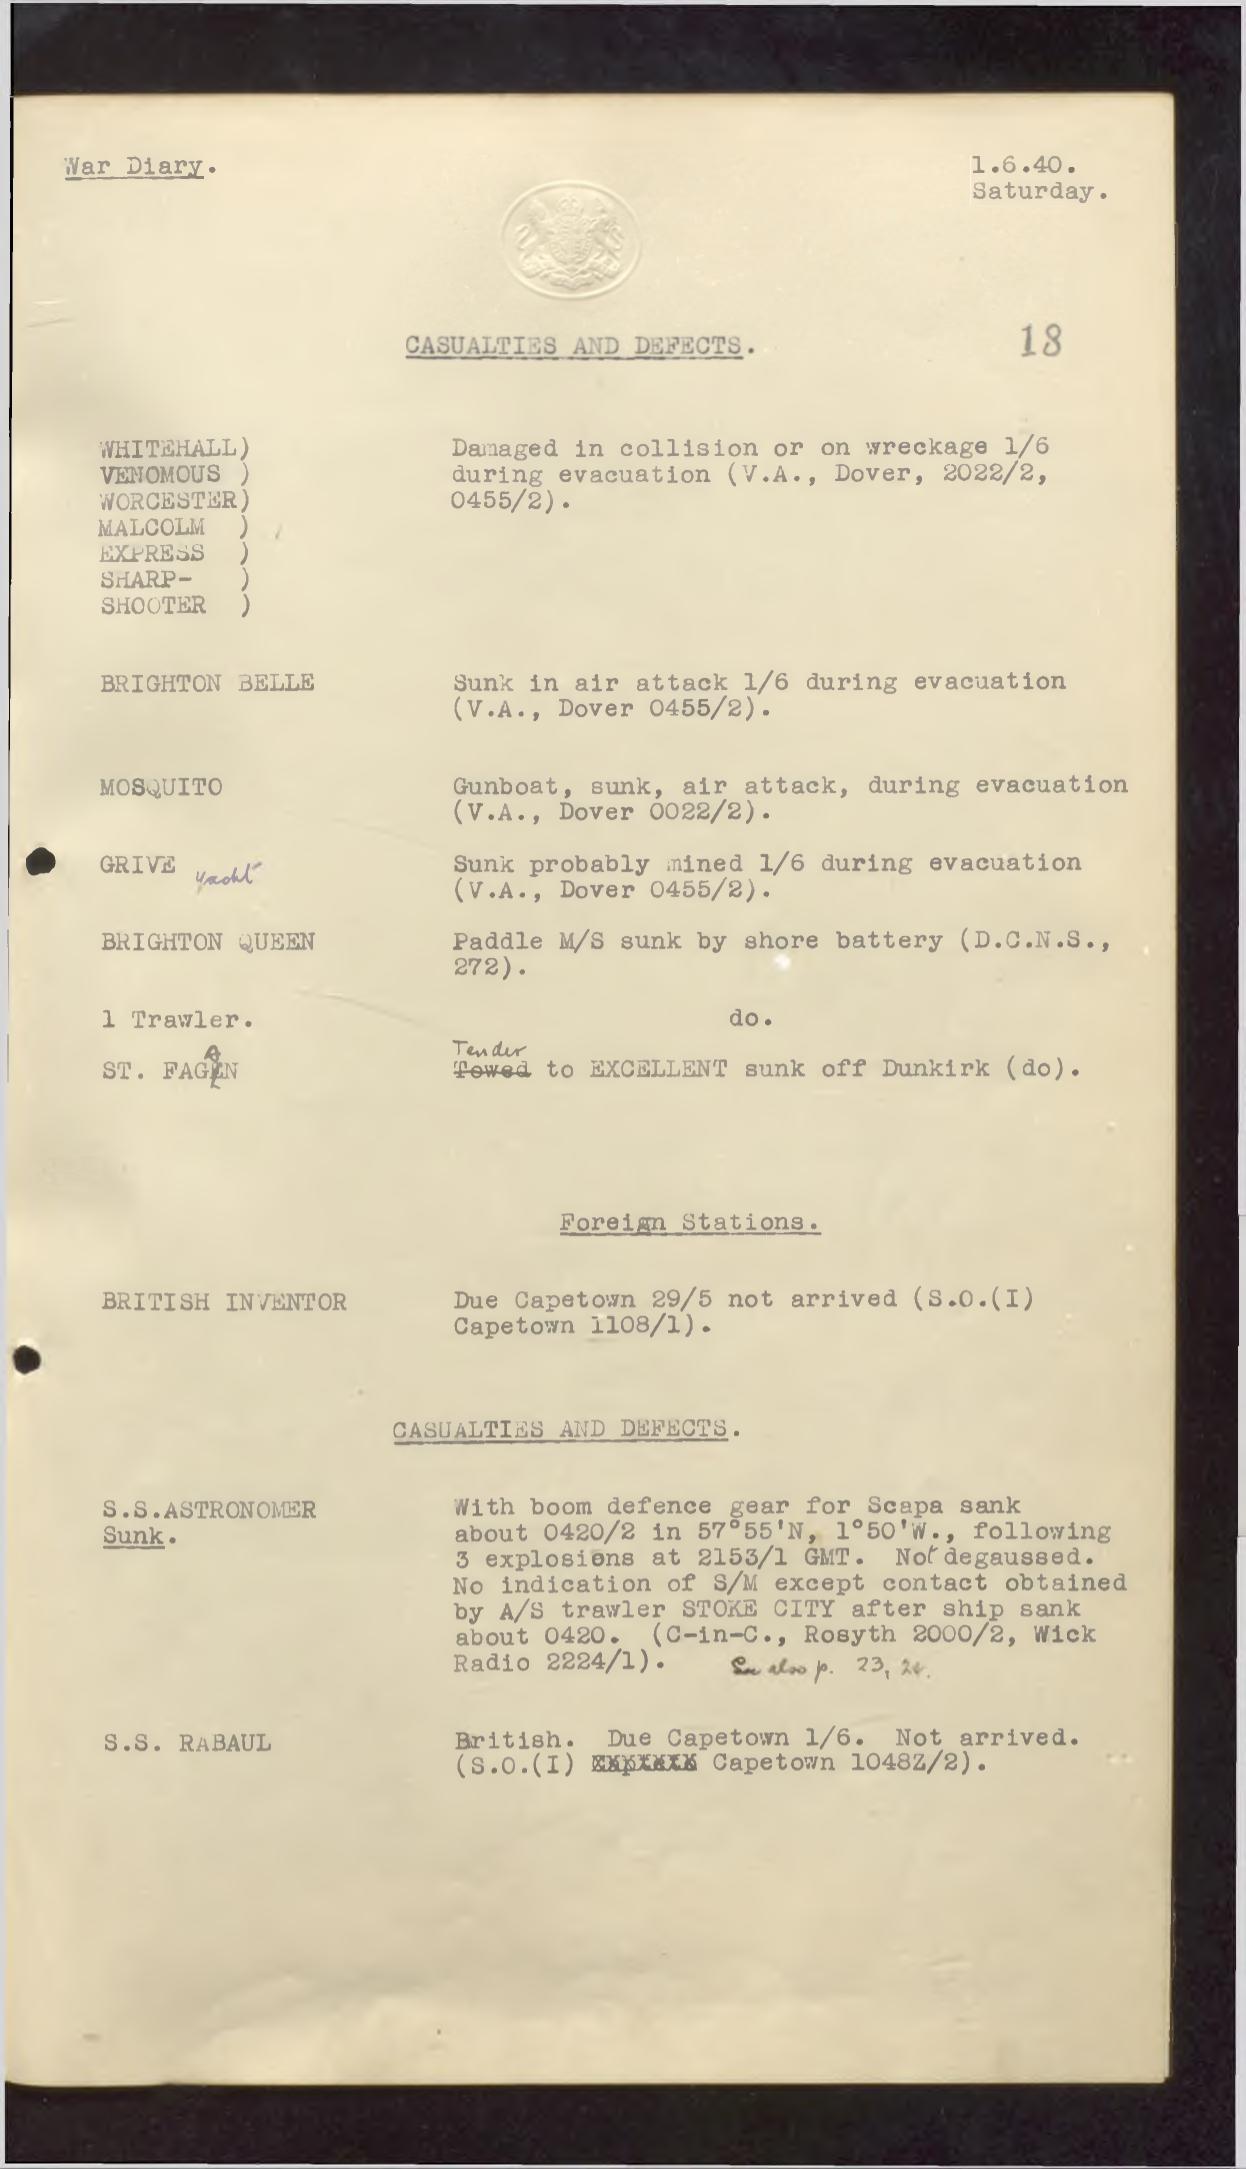 War Diary.
1.6.40.
Saturday.
CASUALTIES AND DEFECTS.
18
WHITEHALL) Damaged in collision or on wreckage 1/6
VENOMOUS ) during evacuation (V.A., Dover, 2022/2,
WORCESTER) 0455/2).
MALCOLM )
EXPRESS )
SHARP- )
SHOOTER )
BRIGHTON BELLE Sunk in air attack 1/6 during evacuation
(V.A., Dover 0455/2).
MOSQUITO Gunboat, sunk, air attack, during evacuation
(V.A., Dover 0022/2).
GRIVE yacht Sunk probably mined 1/6 during evacuation
(V.A., Dover 0455/2).
BRIGHTON QUEEN Paddle M/S sunk by shore battery (D.C.N.S.,
272).
1 Trawler. do.
Tender
ST. FAGAN Towed to EXCELLENT sunk off Dunkirk (do).
Foreign Stations.
BRITISH INVENTOR Due Capetown 29/5 not arrived (S.O.(I)
Capetown 1108/1).
CASUALTIES AND DEFECTS.
S.S.ASTRONOMER With boom defence gear for Scapa sank
Sunk. about 0420/2 in 57°55'N, 1°50'W., following
3 explosions at 2153/1 GMT. Not degaussed.
No indication of S/M except contact obtained
by A/S trawler STOKE CITY after ship sank
about 0420. (C-in-C., Rosyth 2000/2, Wick
Radio 2224/1). See also p. 23,
S.S. RABAUL British. Due Capetown 1/6. Not arrived.
(S.O.(I) Capetown 1048Z/2).